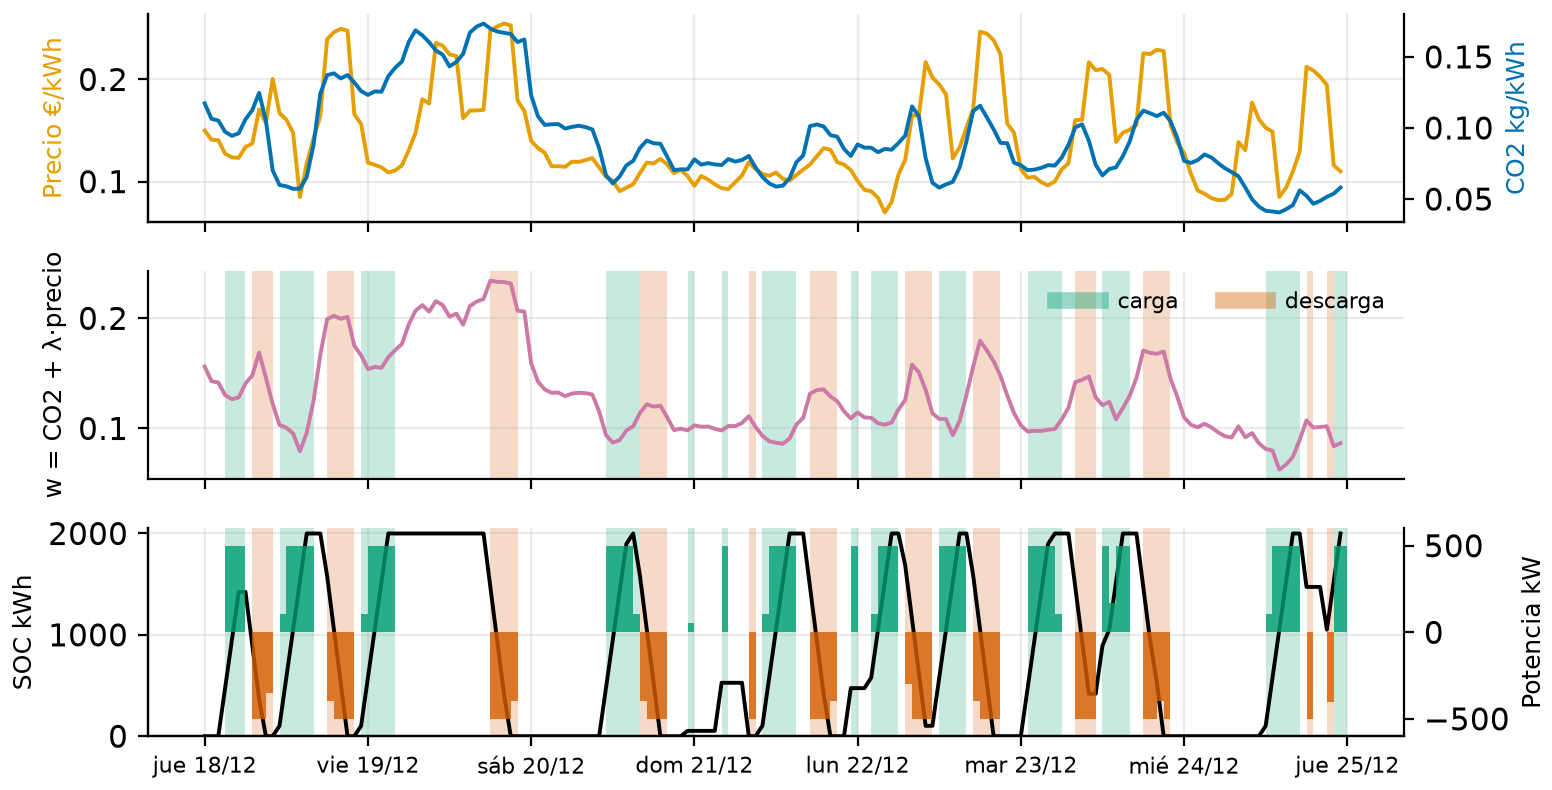 Precio €/kWh
0.2
0.1
0.15
0.10
0.05
CO2 kg/kWh
w = CO2 + λ·precio
0.2
0.1
carga
descarga
SOC kWh
2000
1000
0
500
0
−500
Potencia kW
jue 18/12
vie 19/12
sáb 20/12
dom 21/12
lun 22/12
mar 23/12
mié 24/12
jue 25/12